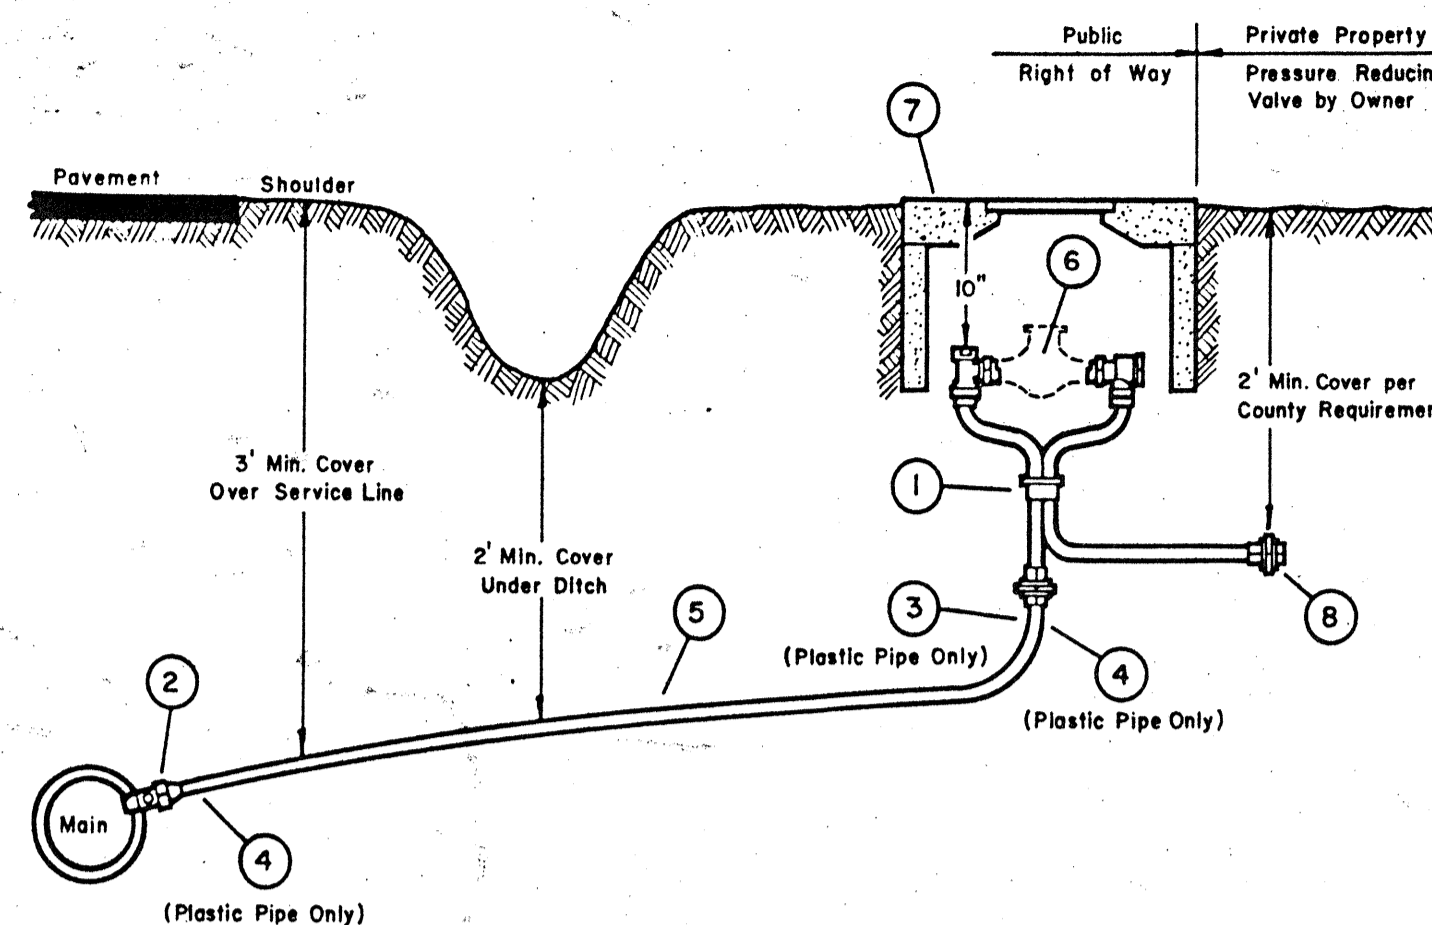 Public
Private Property
Right of Way
Pressure Reducin
Valve by Owner
7
Pavement
Shoulder
6
10"
2' Min. Cover per
County Requiremen
3' Min. Cover
Over Service Line
1
2' Min. Cover
Under Ditch
5
3
8
(Plastic Pipe Only)
4
2
(Plastic Pipe Only)
Main
4
(Plastic Pipe Only)